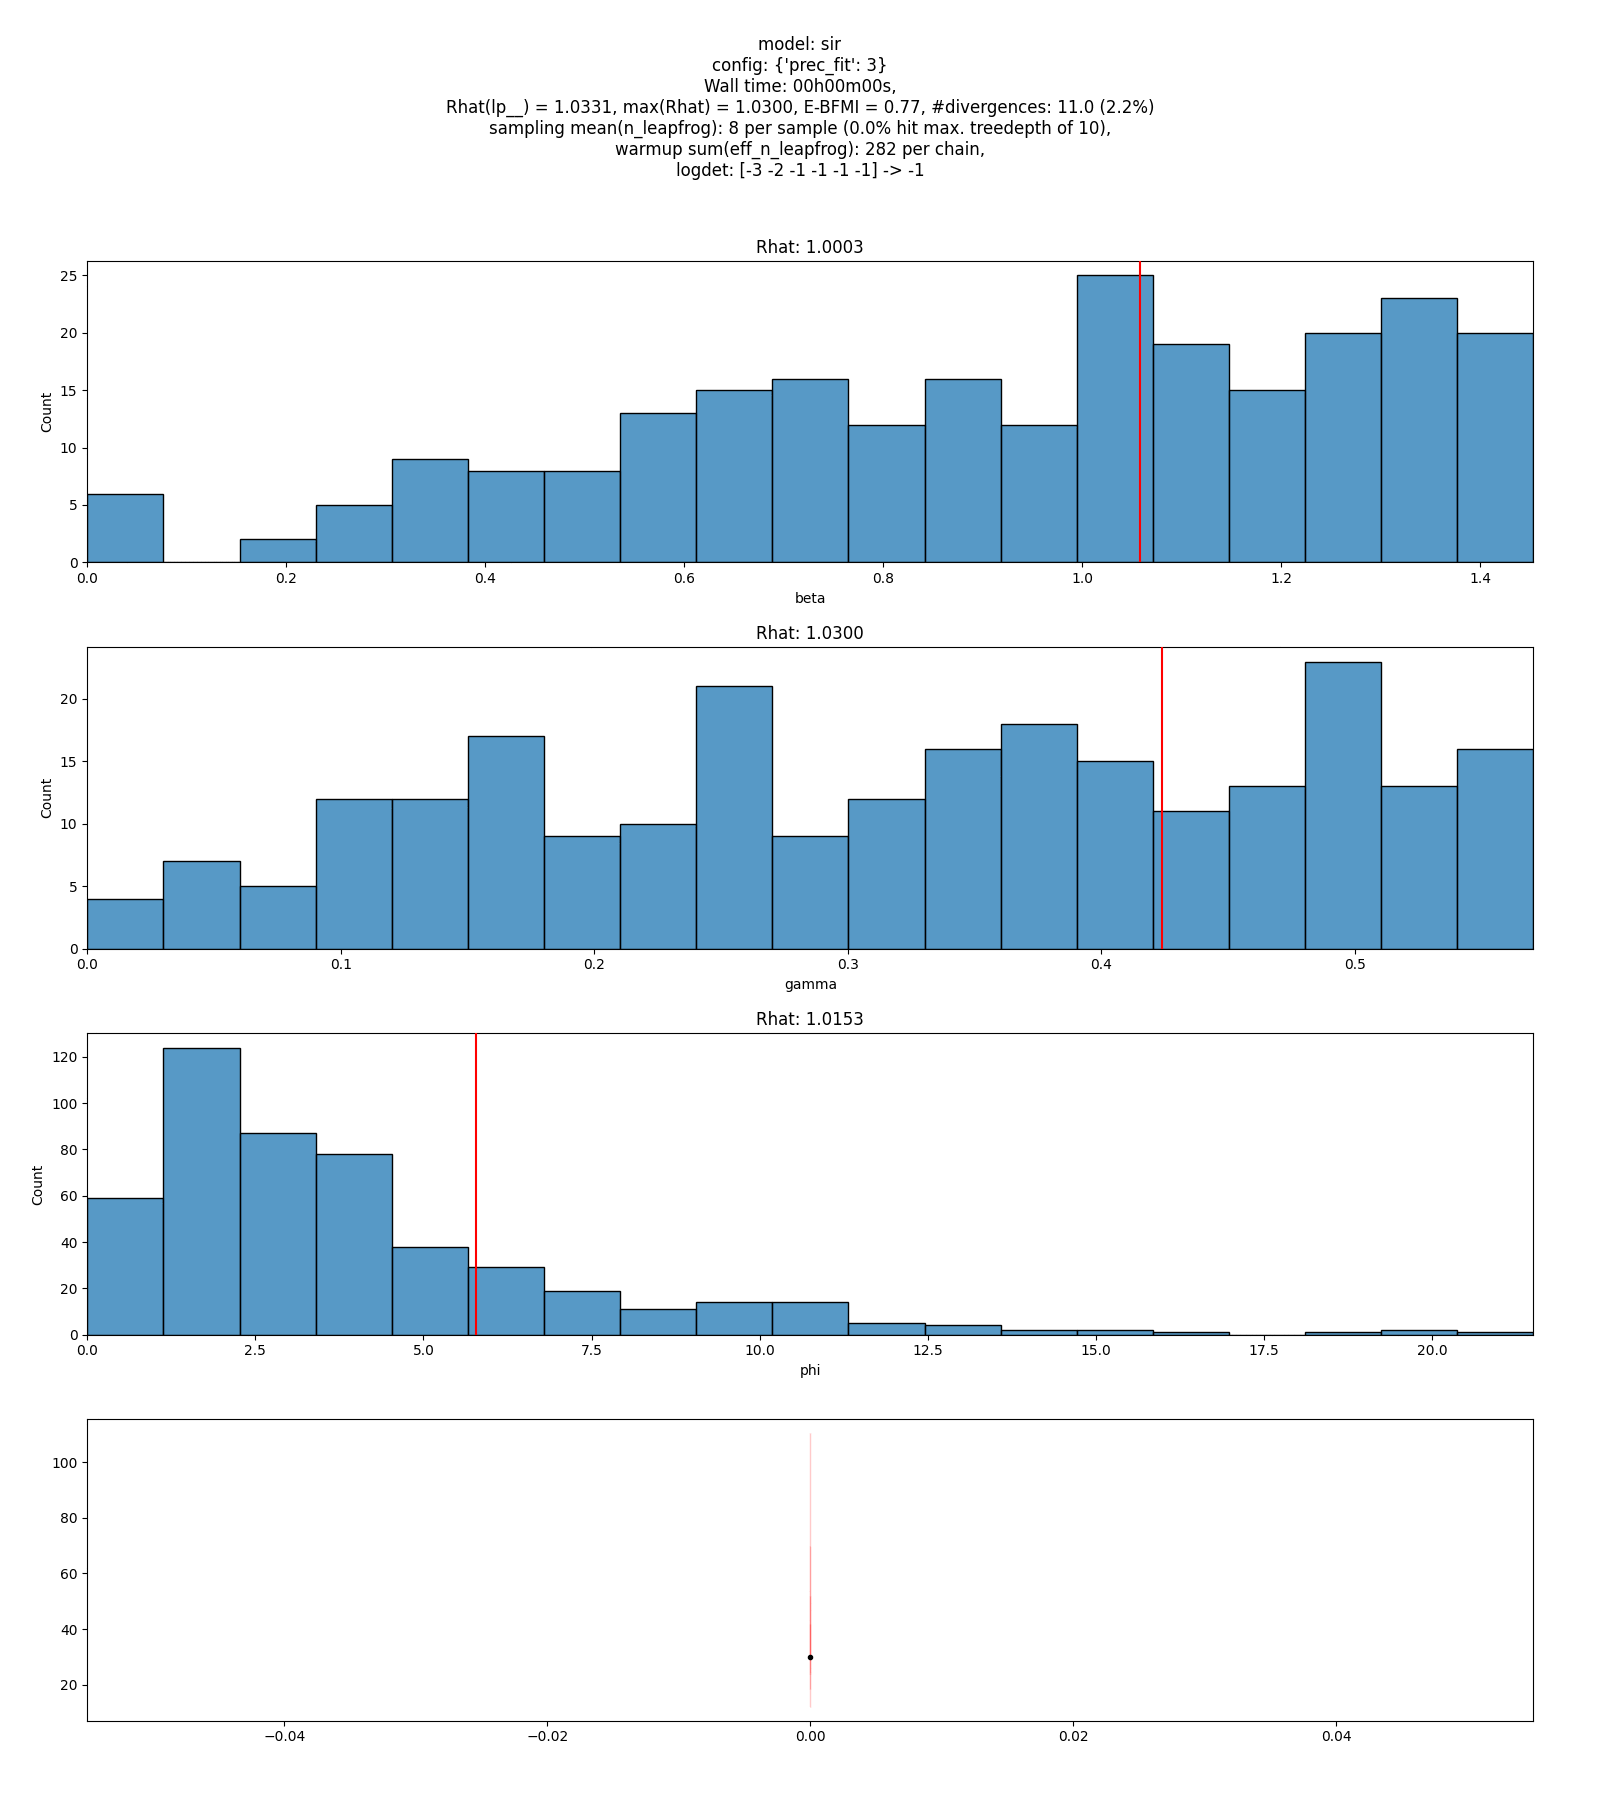 model: sir
config: {'prec_fit': 3}
Wall time: 00h00m00s,
Rhat(lp__) = 1.0331, max(Rhat) = 1.0300, E-BFMI = 0.77, #divergences: 11.0 (2.2%)
sampling mean(n_leapfrog): 8 per sample (0.0% hit max. treedepth of 10),
warmup sum(eff_n_leapfrog): 282 per chain,
logdet: [-3 -2 -1 -1 -1 -1] -> -1
Rhat: 1.0003
25
20
15
10
5
0
Count
0.0 0.2 0.4 0.6 0.8 1.0 1.2 1.4
beta
Rhat: 1.0300
20
15
10
5
0
Count
0.0 0.1 0.2 0.3 0.4 0.5
gamma
Rhat: 1.0153
120
100
80
60
40
20
0
Count
0.0 2.5 5.0 7.5 10.0 12.5 15.0 17.5 20.0
phi
100
80
60
40
20
−0.04 −0.02 0.00 0.02 0.04